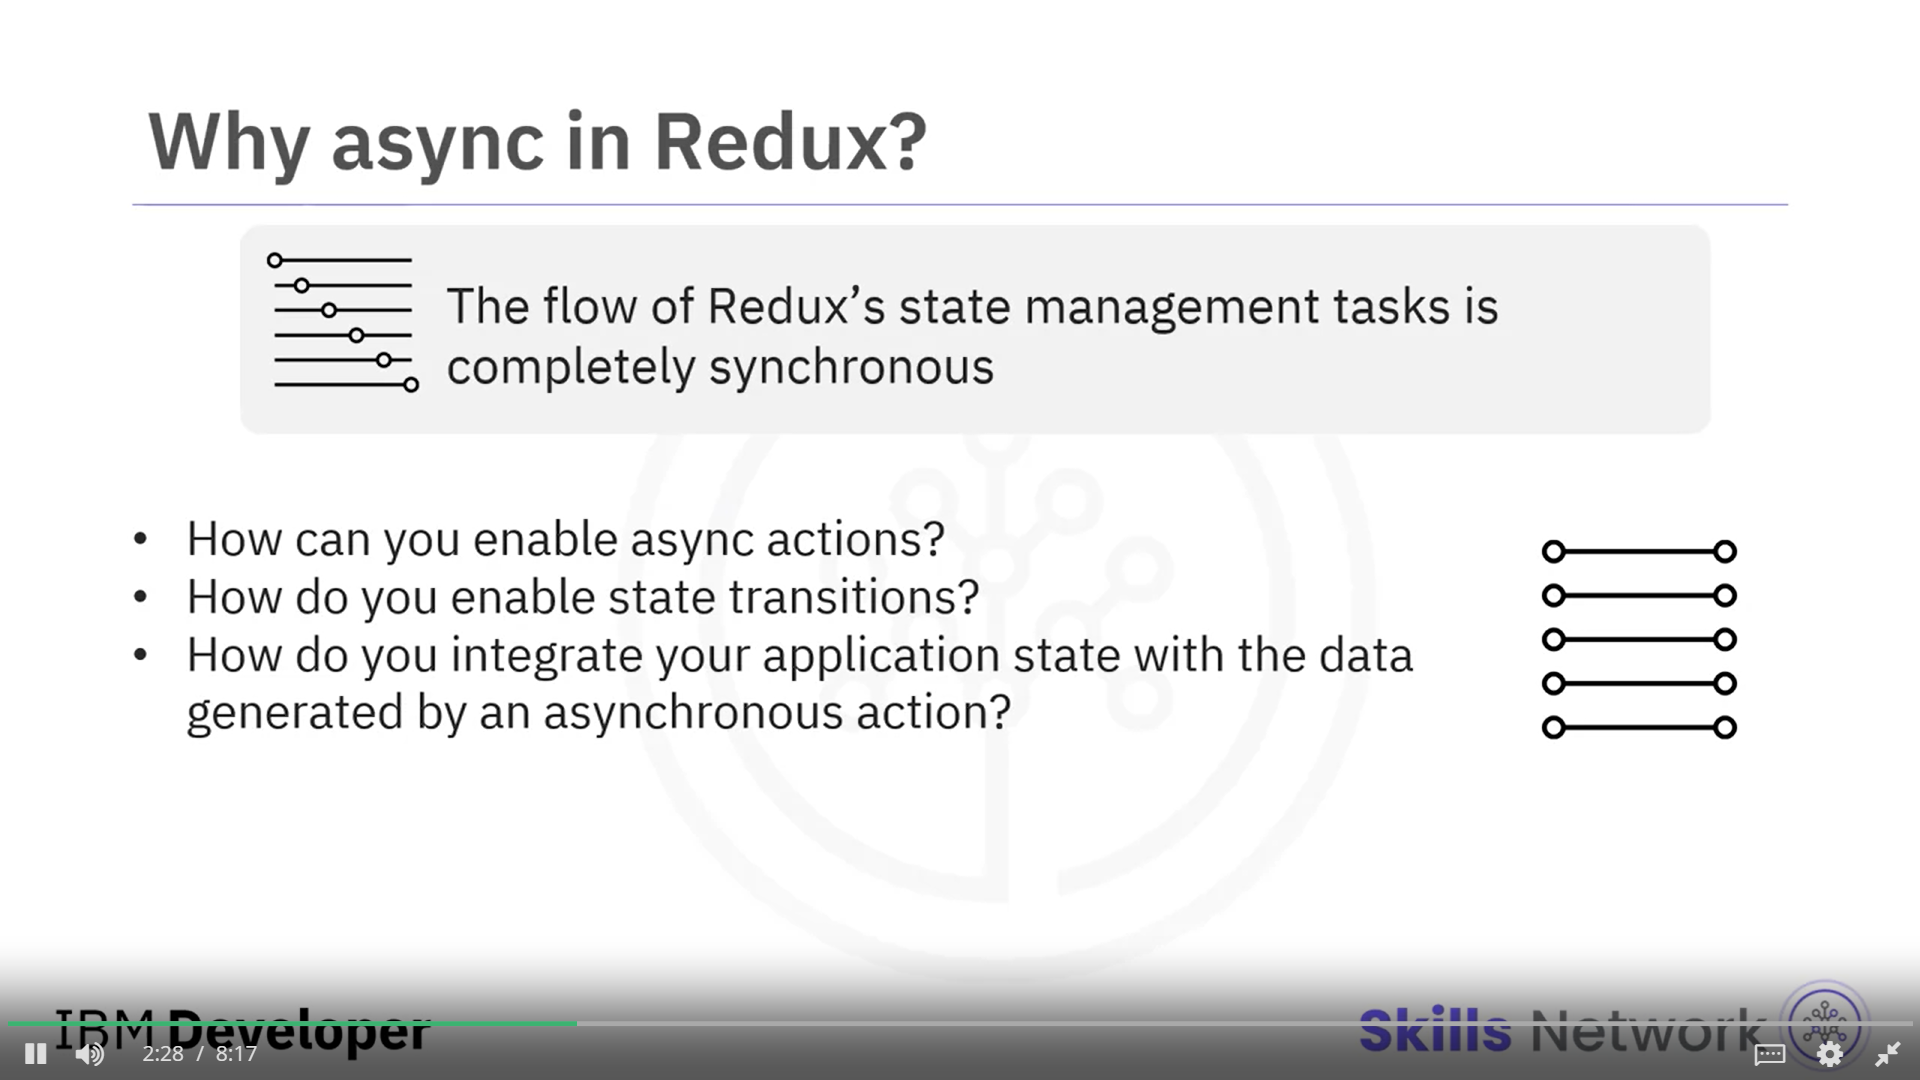 Why async in Redux?
The flow of Redux’s state management tasks is
completely synchronous
• How can you enable async actions?
• How do you enable state transitions?
• How do you integrate your application state with the data
generated by an asynchronous action?
IBM Developer
Skills Network
2:28 / 8:17